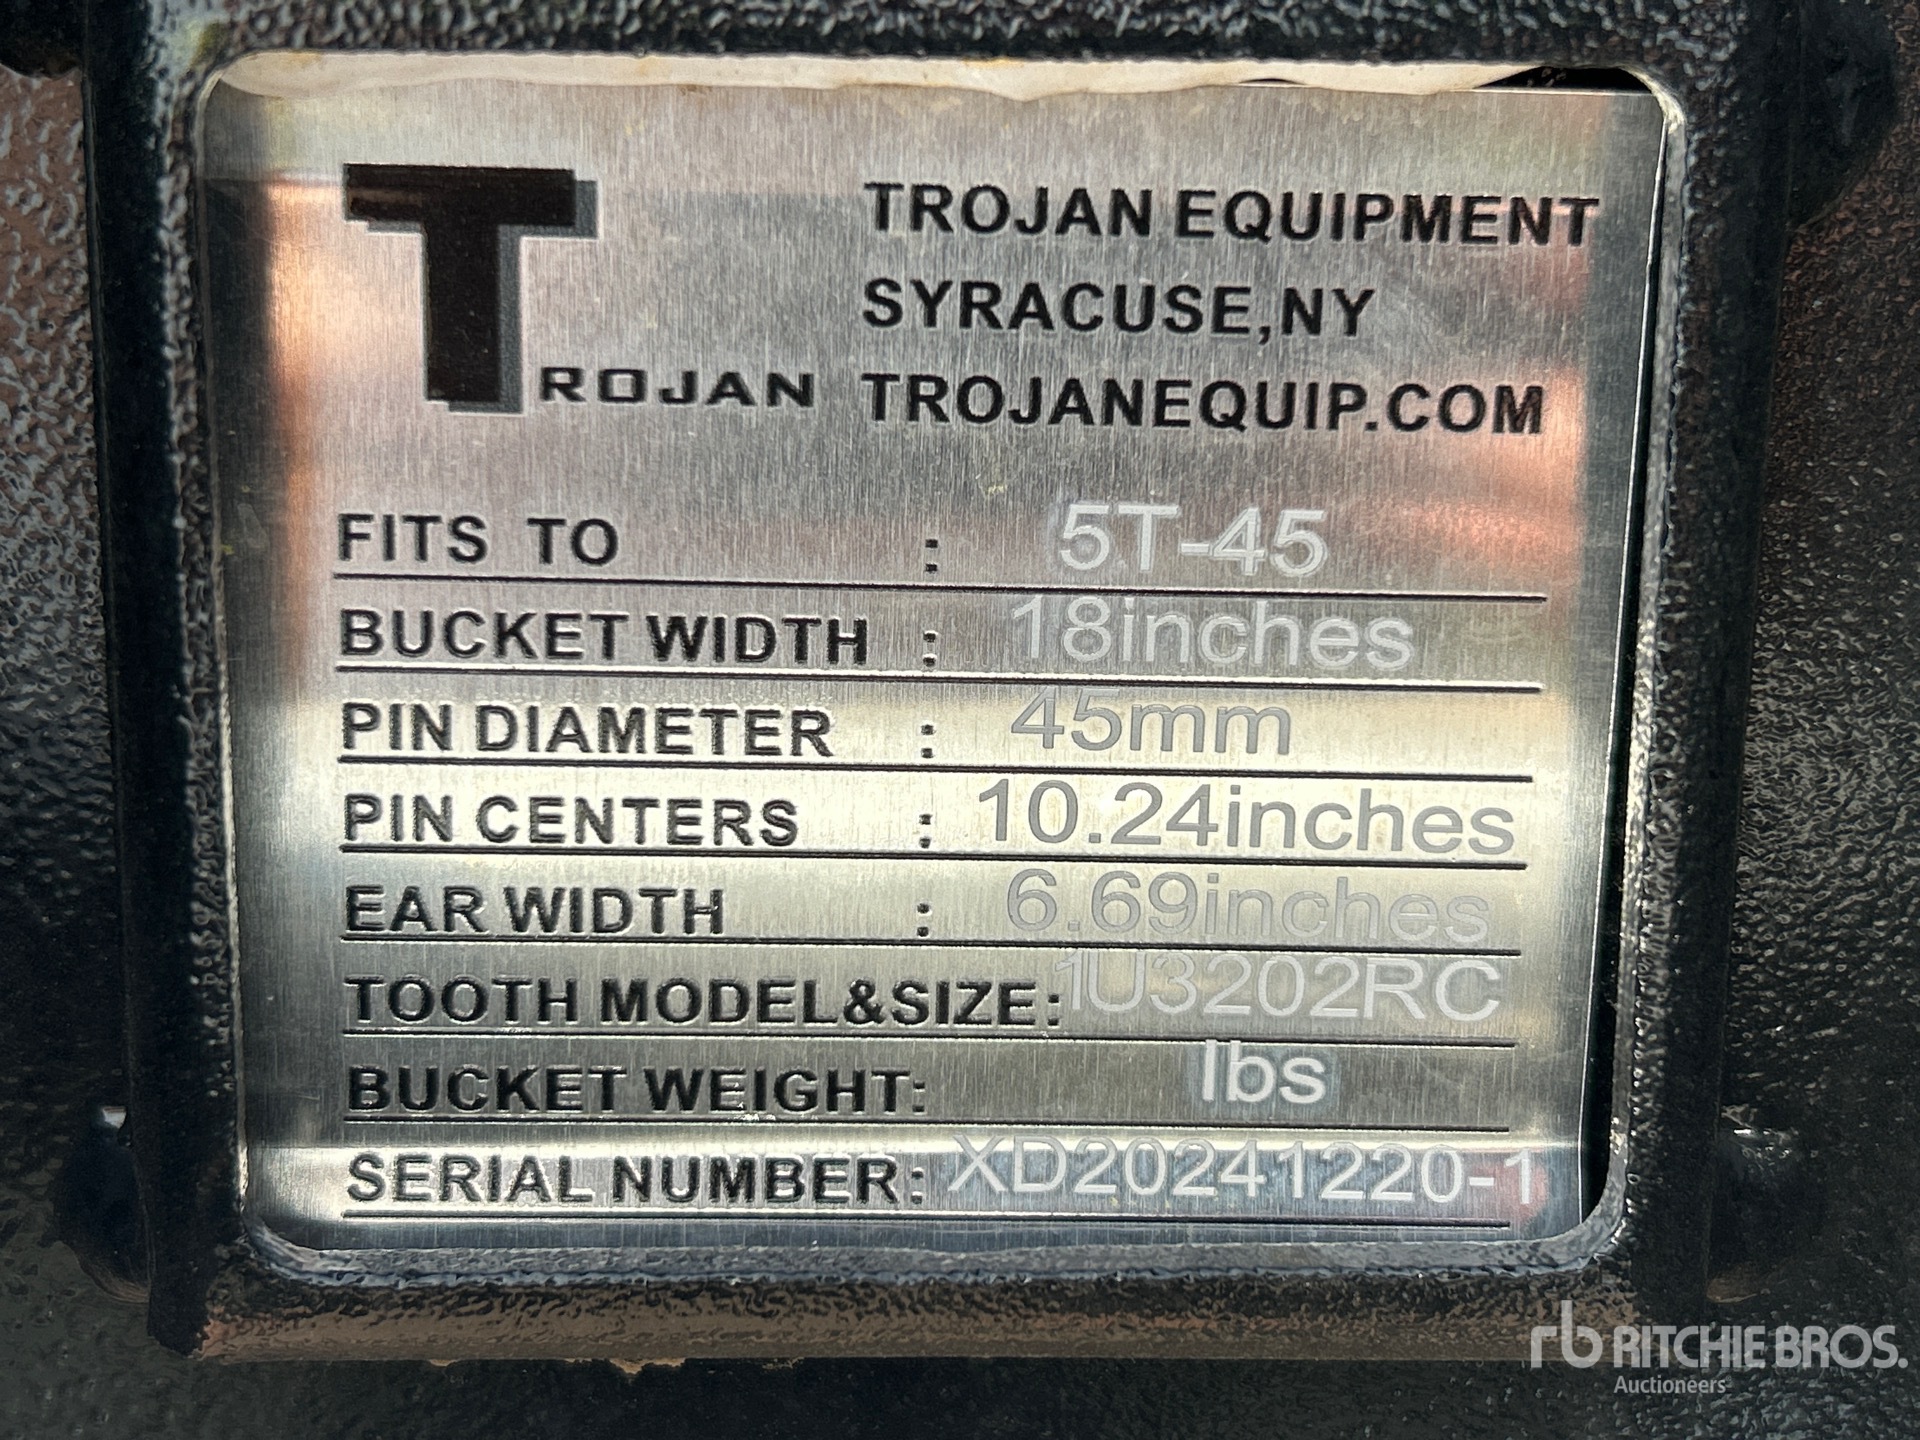 TROJAN
TROJAN EQUIPMENT
SYRACUSE,NY
TROJANEQUIP.COM
FITS TO : 5T-45
BUCKET WIDTH : 18inches
PIN DIAMETER : 45mm
PIN CENTERS : 10.24inches
EAR WIDTH : 6.69inches
TOOTH MODEL&SIZE: 1U3202RC
BUCKET WEIGHT: lbs
SERIAL NUMBER: XD20241220-1
rb RITCHIE BROS.
Auctioneers